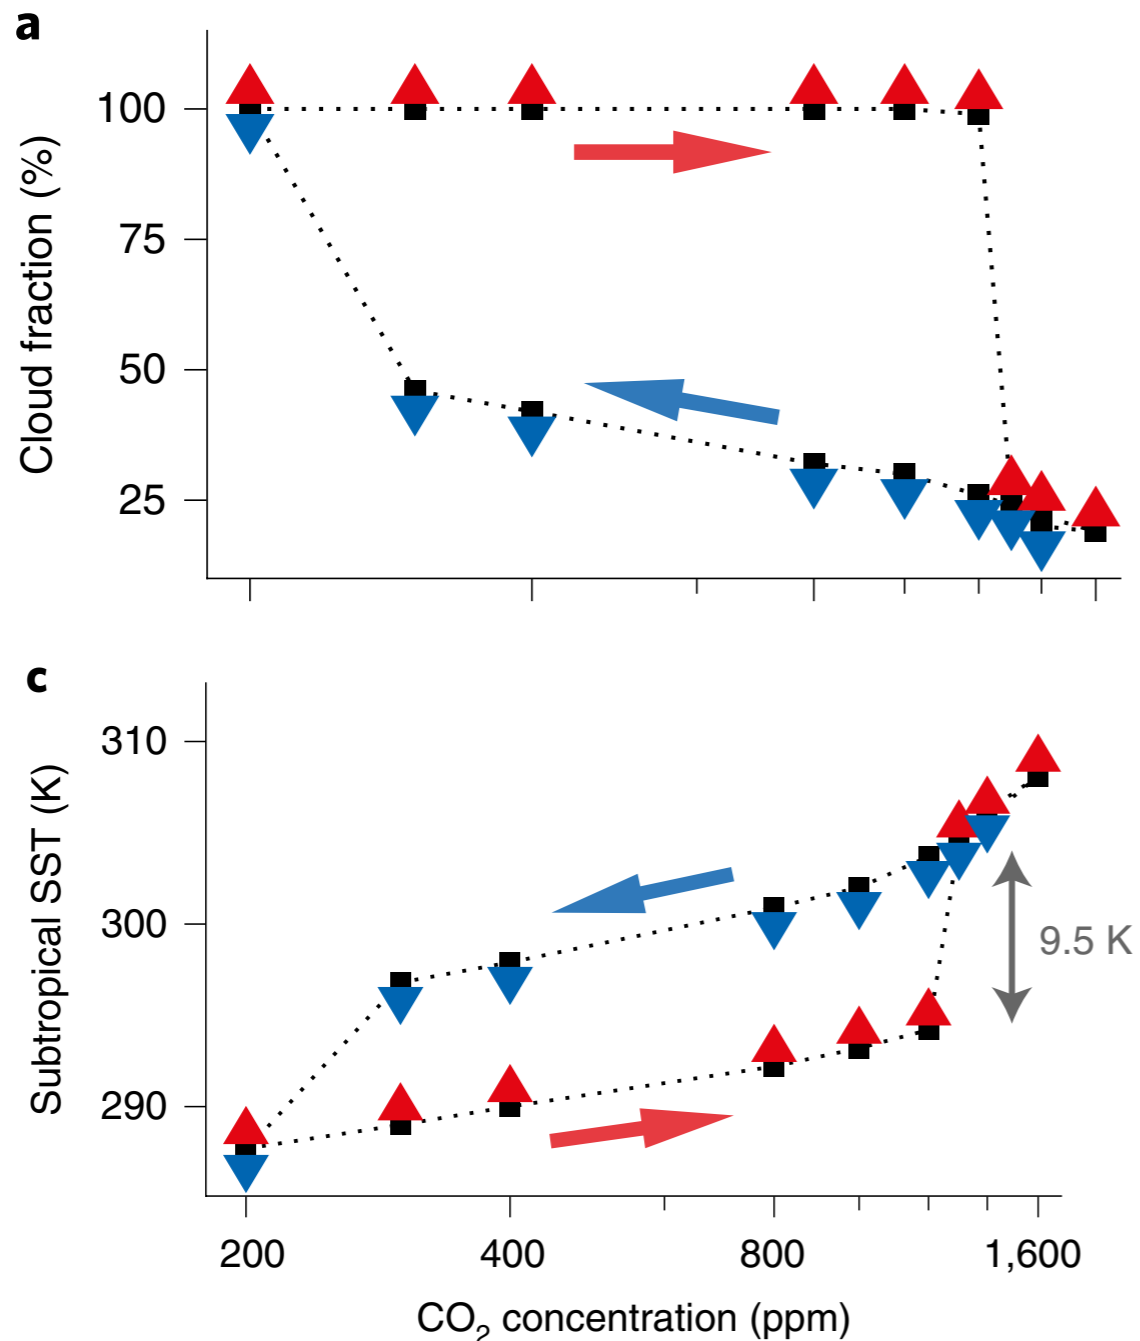 a
100
75
50
25
Cloud fraction (%)
c
310
300
290
Subtropical SST (K)
9.5 K
200 400 800 1,600
CO₂ concentration (ppm)